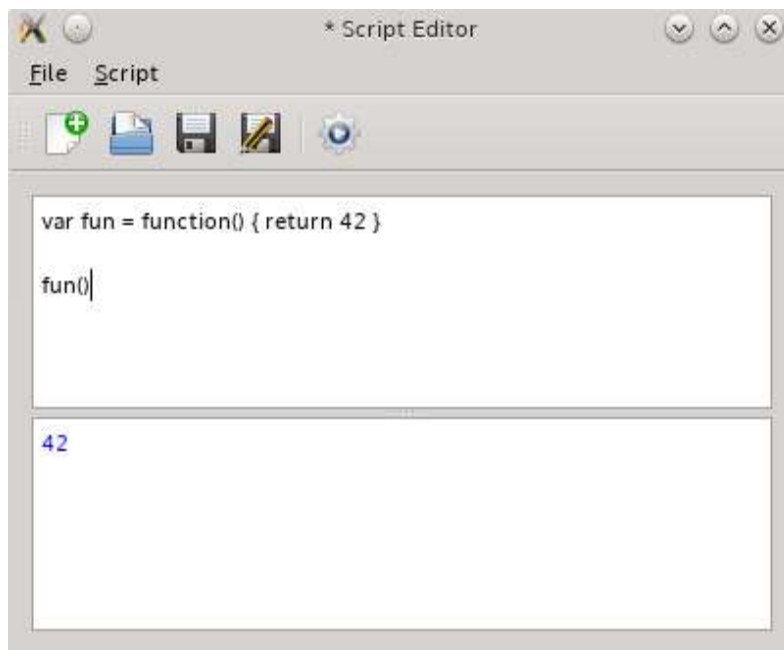 * Script Editor
File Script
var fun = function() { return 42 }
fun()
42